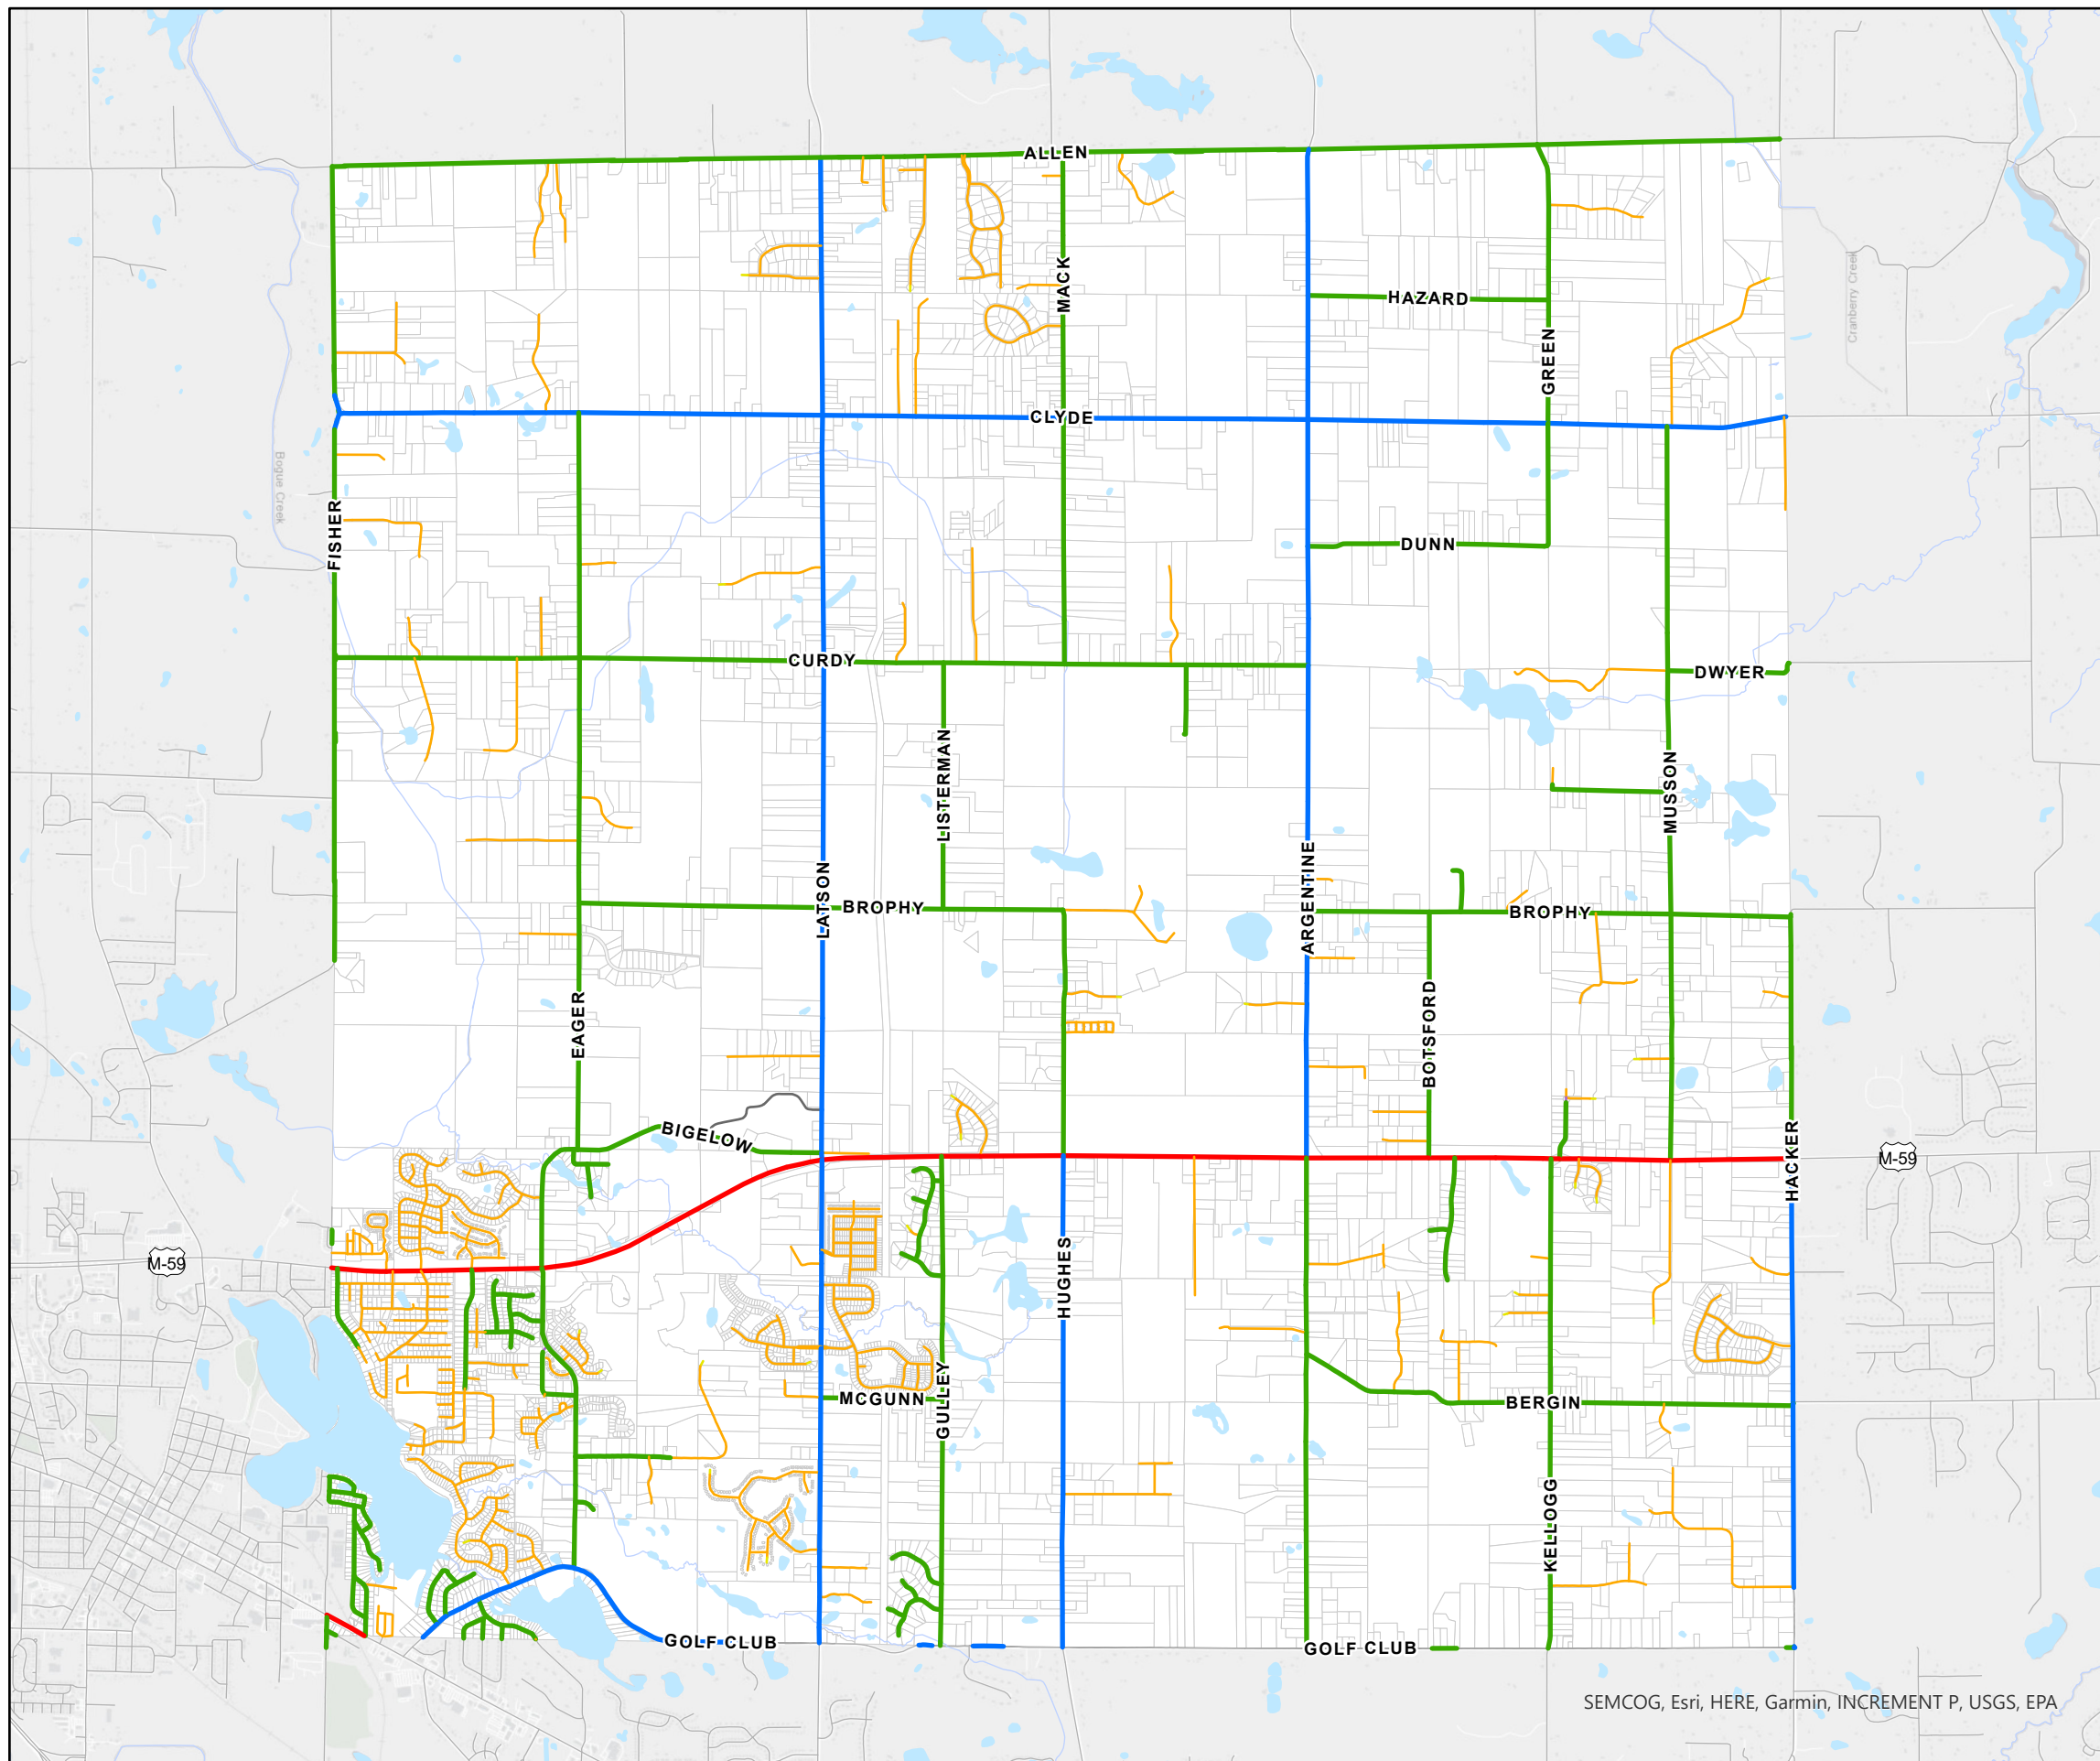 ALLEN
MACK
Cranberry Creek
HAZARD
GREEN
CLYDE
Bogue Creek
FISHER
DUNN
CURDY
DWYER
LISTERMAN
MUSSON
LATSON
ARGENTINE
BROPHY
BROPHY
EAGER
BOTSFORD
BIGELOW
HACKER
M-59
M-59
HUGHES
GULLEY
MCGUNN
BERGIN
KELLOGG
GOLF CLUB
GOLF CLUB
SEMCOG, Esri, HERE, Garmin, INCREMENT P, USGS, EPA